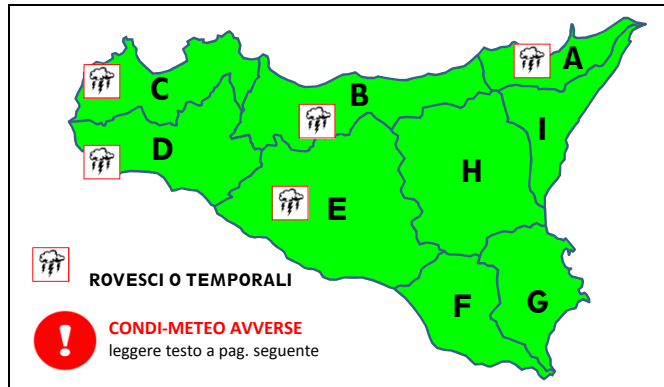 A
B
C
I
D
H
E
F
G
ROVESCI O TEMPORALI
CONDI-METEO AVVERSE
leggere testo a pag. seguente